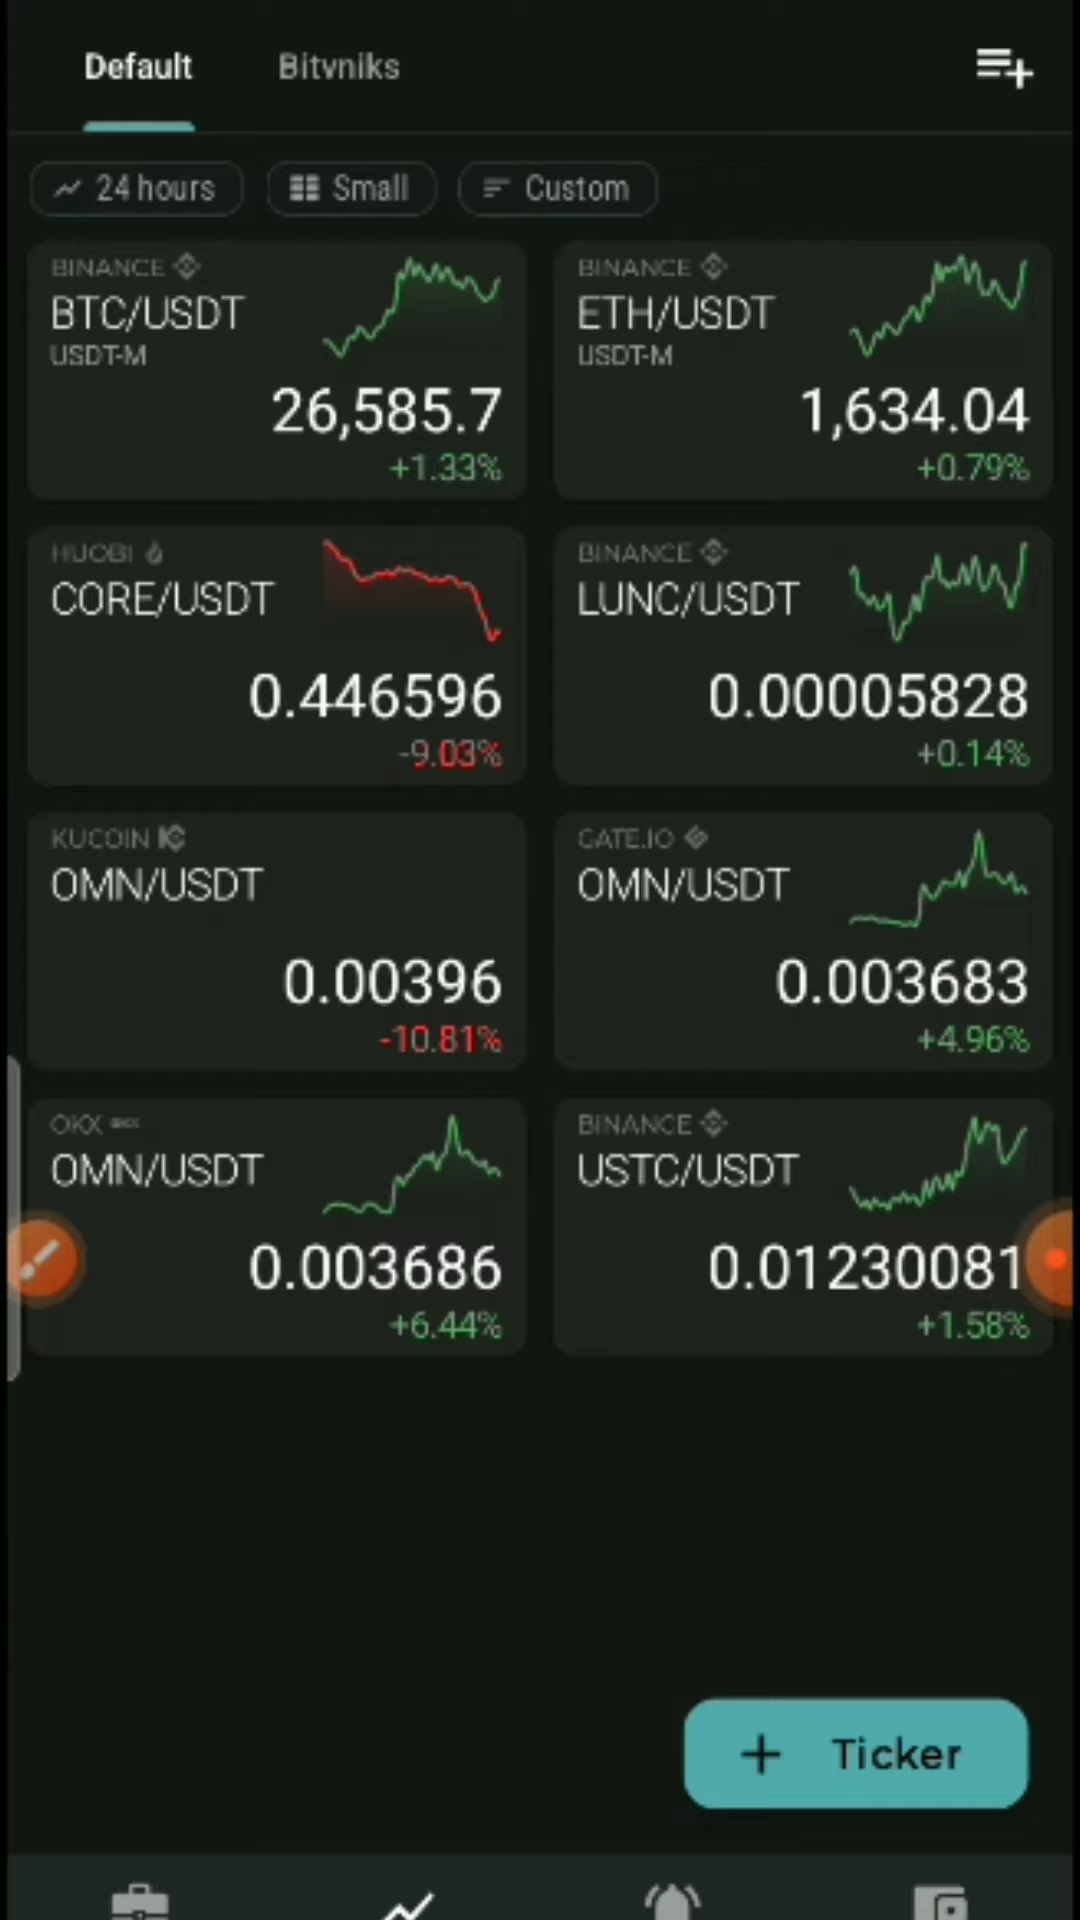 Default Bitvniks
24 hours Small Custom
BINANCE
BTC/USDT
USDT-M
26,585.7
+1.33%
BINANCE
ETH/USDT
USDT-M
1,634.04
+0.79%
HUOBI
CORE/USDT
0.446596
-9.03%
BINANCE
LUNC/USDT
0.00005828
+0.14%
KUCOIN
OMN/USDT
0.00396
-10.81%
GATE.IO
OMN/USDT
0.003683
+4.96%
OKX
OMN/USDT
0.003686
+6.44%
BINANCE
USTC/USDT
0.01230081
+1.58%
+ Ticker